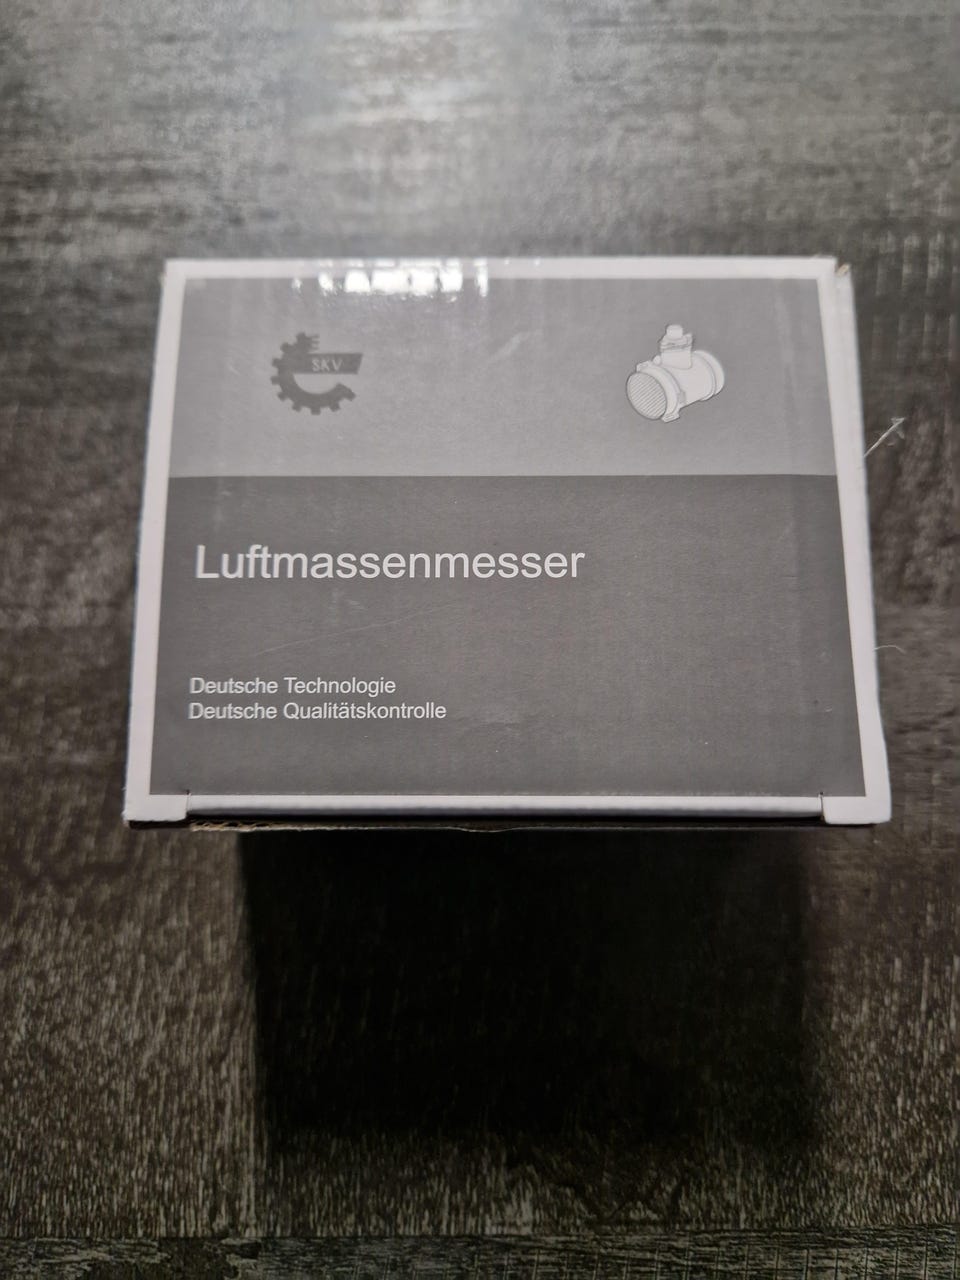 SKV
Luftmassenmesser
Deutsche Technologie
Deutsche Qualitätskontrolle